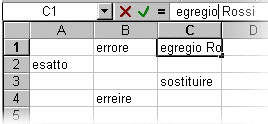 C1 = egregio Rossi
A B C D
1 errore egregio Ro
2 esatto
3 sostituire
4 erreire
5